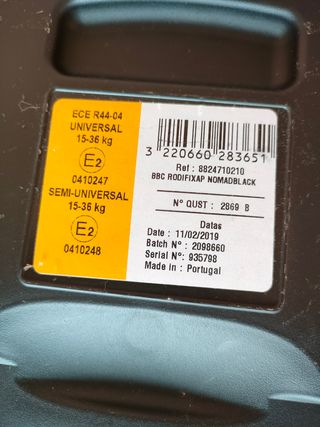 ECE R44-04
UNIVERSAL
15-36 kg
E2
0410247
SEMI-UNIVERSAL
15-36 kg
E2
0410248
3 220660 283651
Ref : 8824710210
BBC RODIFIXAP NOMADBLACK
N° QUST : 2869 B
Datas
Date : 11/02/2019
Batch N° : 2098660
Serial N°: 935798
Made in : Portugal